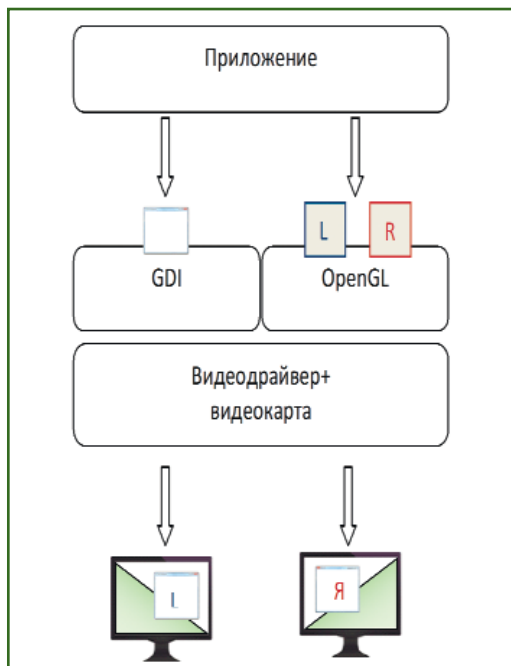 Приложение
L
R
GDI
OpenGL
Видеодрайвер+
видеокарта
L
Я